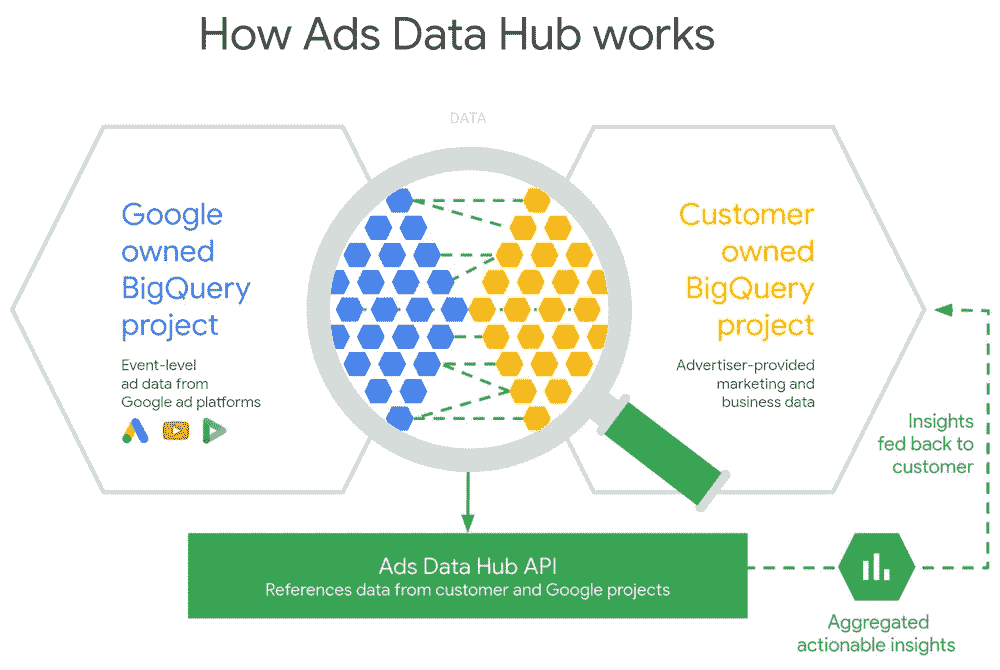 How Ads Data Hub works
DATA
Google
owned
BigQuery
project
Event-level
ad data from
Google ad platforms
Customer
owned
BigQuery
project
Advertiser-provided
marketing and
business data
Insights
fed back to
customer
Ads Data Hub API
References data from customer and Google projects
Aggregated
actionable insights